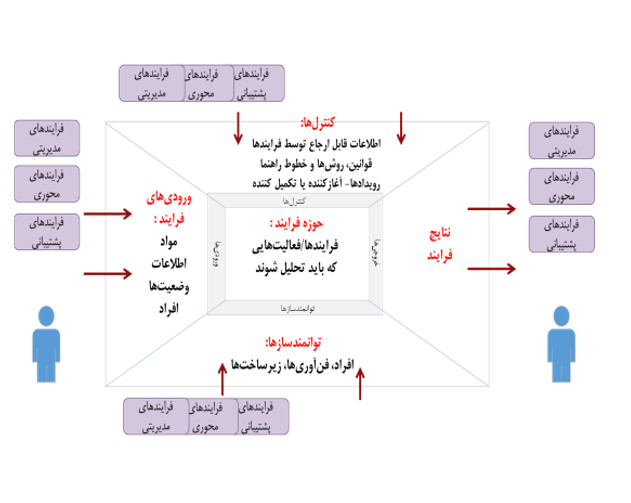 فرایندهای
پشتیبانی
فرایندهای
محوری
فرایندهای
مدیریتی
کنترل‌ها:
اطلاعات قابل ارجاع توسط فرایندها
قوانین، روش‌ها و خطوط راهنما
رویدادها- آغازکننده یا تکمیل کننده
فرایندهای
مدیریتی
فرایندهای
محوری
فرایندهای
پشتیبانی
نتایج
فرایند
کنترل‌ها
خروجی‌ها
حوزه فرایند :
فرایندها/فعالیت‌هایی
که باید تحلیل شوند
ورودی‌ها
توانمندسازها
ورودی‌های
فرایند :
مواد
اطلاعات
وضعیت‌ها
افراد
فرایندهای
مدیریتی
فرایندهای
محوری
فرایندهای
پشتیبانی
توانمندسازها:
افراد، فن‌آوری‌ها، زیرساخت‌ها
فرایندهای
پشتیبانی
فرایندهای
محوری
فرایندهای
مدیریتی